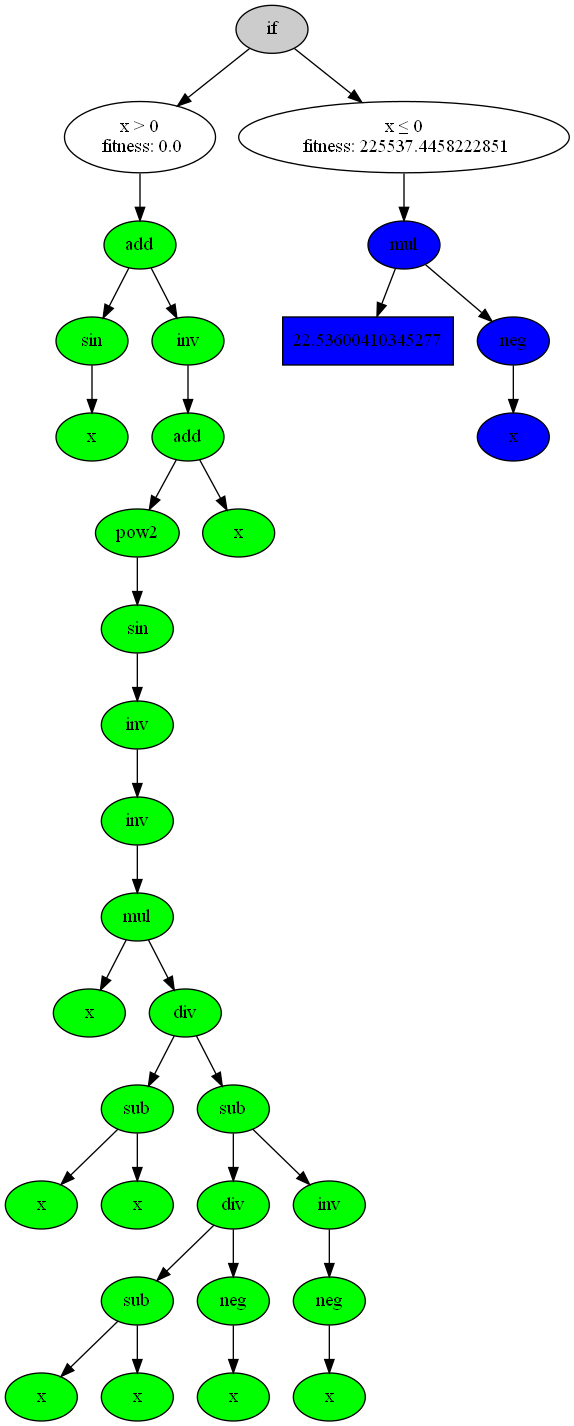 if
x > 0
fitness: 0.0
x ≤ 0
fitness: 225537.4458222851
add
mul
sin
inv
22.53600410345277
neg
x
add
x
pow2
x
sin
inv
inv
mul
x
div
sub
sub
x
x
div
inv
sub
neg
neg
x
x
x
x